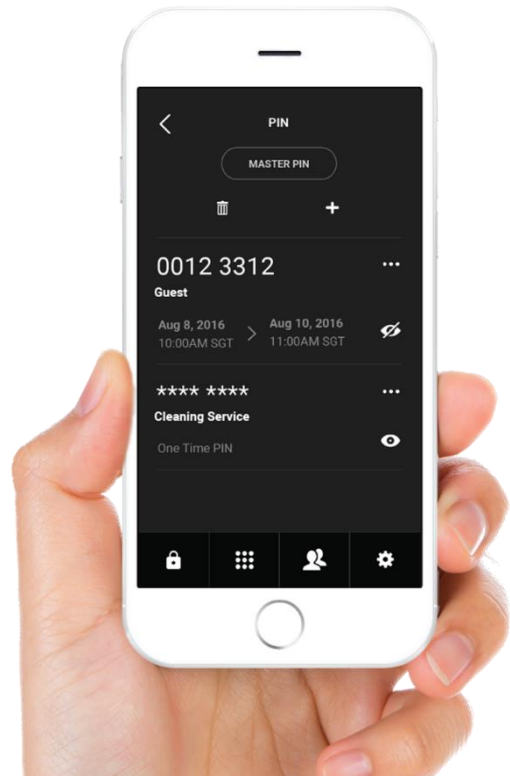 PIN
MASTER PIN
0012 3312
Guest
Aug 8, 2016 > Aug 10, 2016
10:00AM SGT 11:00AM SGT
**** ****
Cleaning Service
One Time PIN